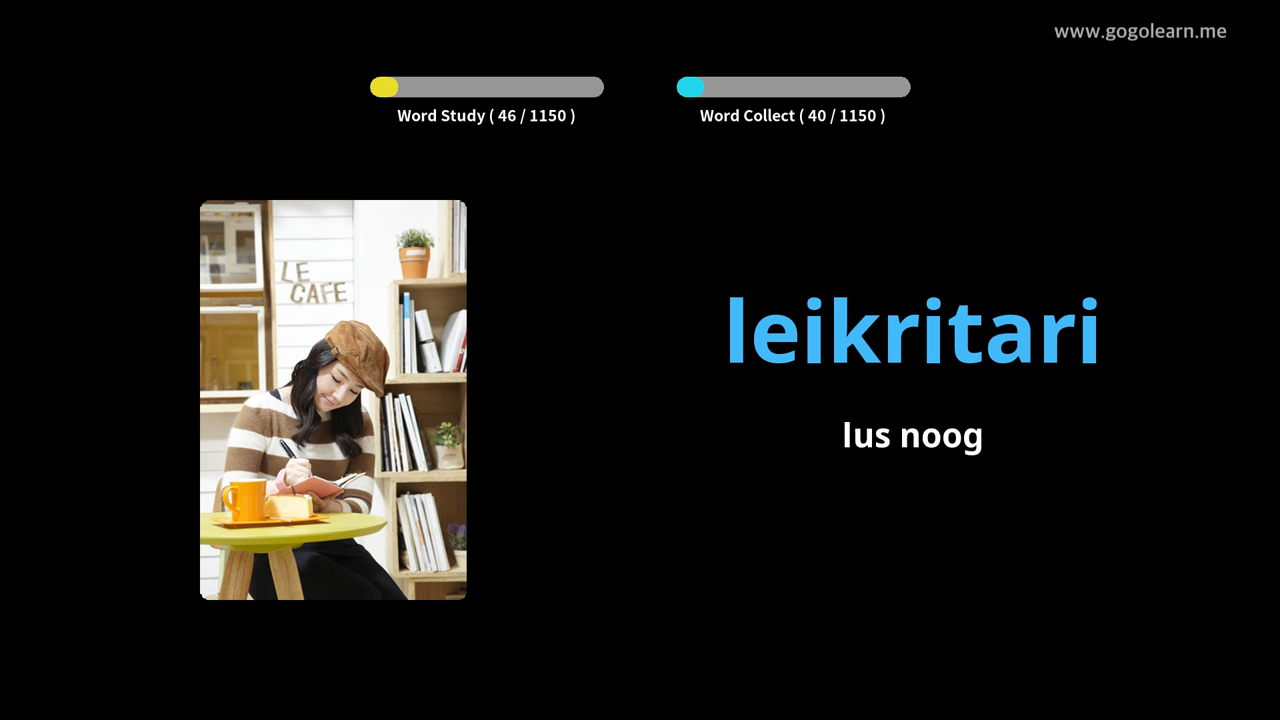 www.gogolearn.me
Word Study ( 46 / 1150 )
Word Collect ( 40 / 1150 )
LE
CAFE
leikritari
lus noog